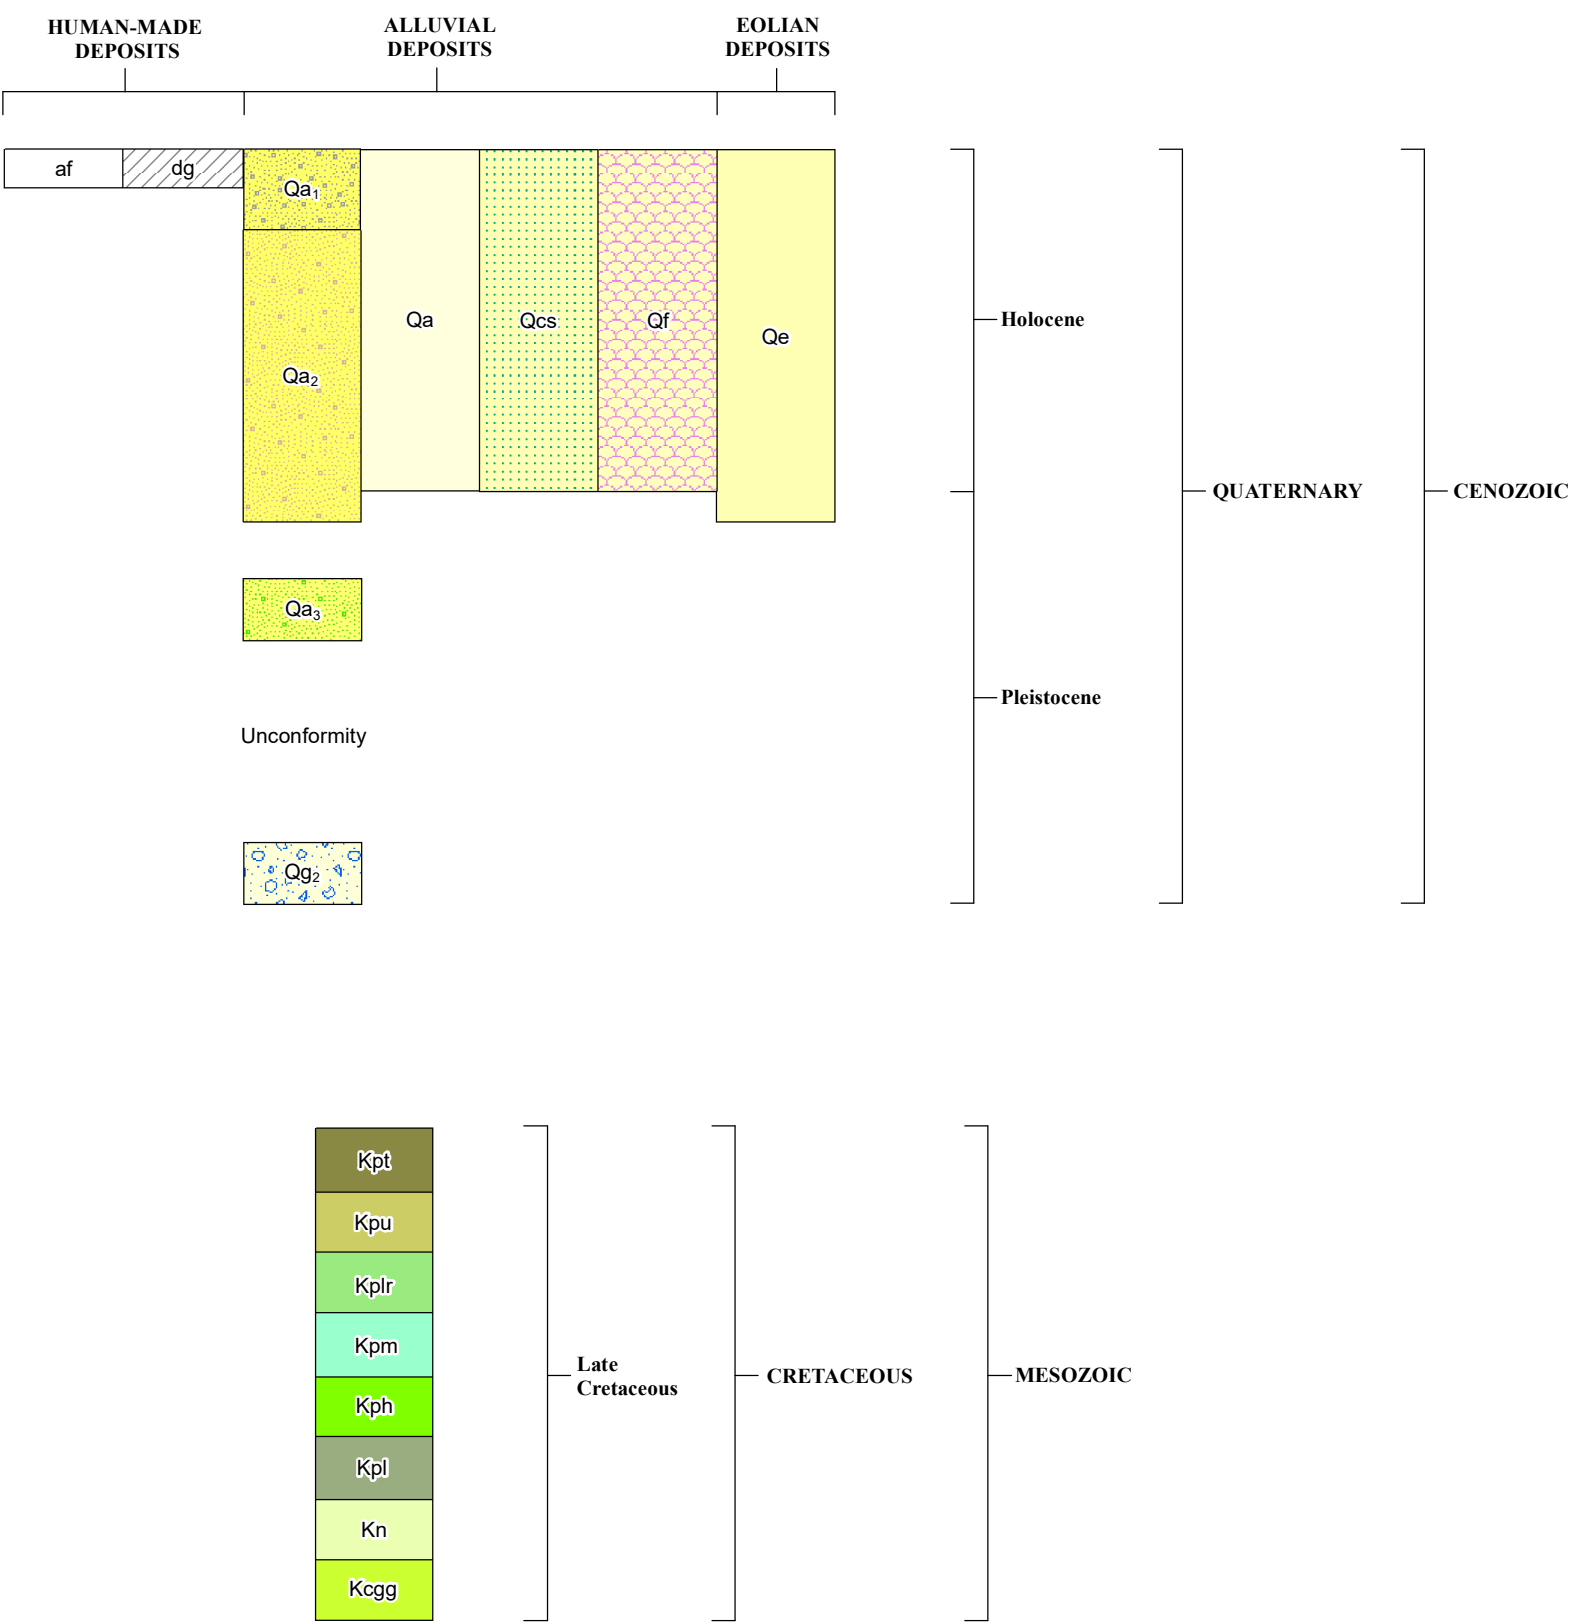 HUMAN-MADE
DEPOSITS
ALLUVIAL
DEPOSITS
EOLIAN
DEPOSITS
af
dg
Qa₁
Qa₂
Qa
Qcs
Qf
Qe
Holocene
QUATERNARY
CENOZOIC
Qa₃
Pleistocene
Unconformity
Qg₂
Kpt
Kpu
Kplr
Kpm
Kph
Kpl
Kn
Kcgg
Late
Cretaceous
CRETACEOUS
MESOZOIC